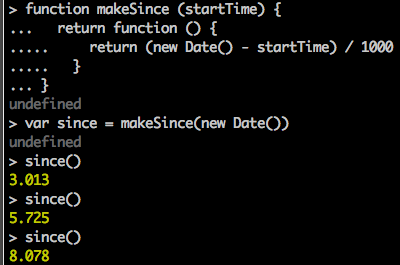 > function makeSince (startTime) {
...   return function () {
.....     return (new Date() - startTime) / 1000
.....   }
... }
undefined
> var since = makeSince(new Date())
undefined
> since()
3.013
> since()
5.725
> since()
8.078